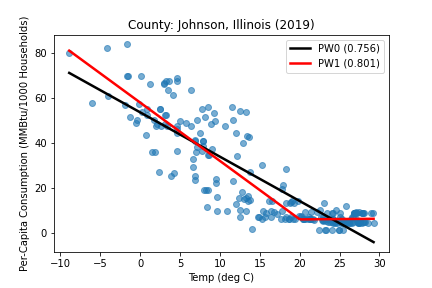 County: Johnson, Illinois (2019)
PW0 (0.756)
PW1 (0.801)
Per-Capita Consumption (MMBtu/1000 Households)
80
60
40
20
0
−10 −5 0 5 10 15 20 25 30
Temp (deg C)